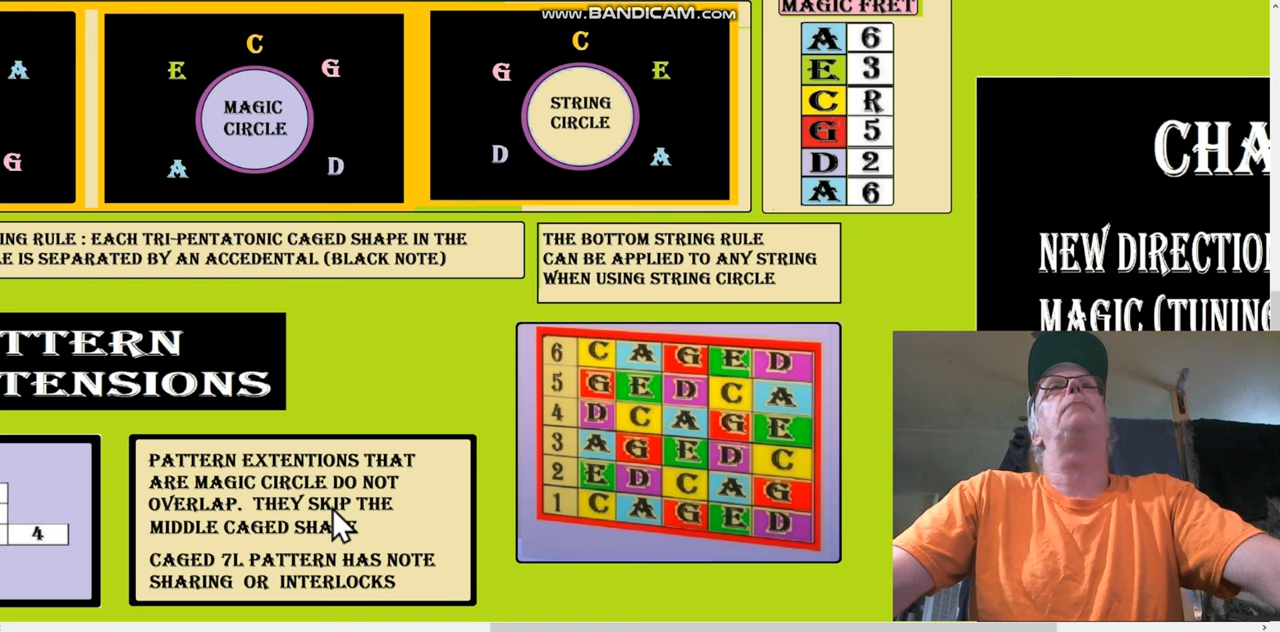 WWW.BANDICAM.COM
MAGIC FRET
A
C
E
G
MAGIC
CIRCLE
A
D
G
C
G
E
STRING
CIRCLE
D
A
A 6
E 3
C R
G 5
D 2
A 6
CHA
NEW DIRECTIO
MAGIC (TUNING
ING RULE : EACH TRI-PENTATONIC CAGED SHAPE IN THE
LE IS SEPARATED BY AN ACCEDENTAL (BLACK NOTE)
THE BOTTOM STRING RULE
CAN BE APPLIED TO ANY STRING
WHEN USING STRING CIRCLE
TTERN
TENSIONS
4
PATTERN EXTENTIONS THAT
ARE MAGIC CIRCLE DO NOT
OVERLAP. THEY SKIP THE
MIDDLE CAGED
CAGED 7L PATTERN HAS NOTE
SHARING OR INTERLOCKS
6 C A G E D
5 G E D C A
4 D C A G E
3 A G E D C
2 E D C A G
1 C A G E D